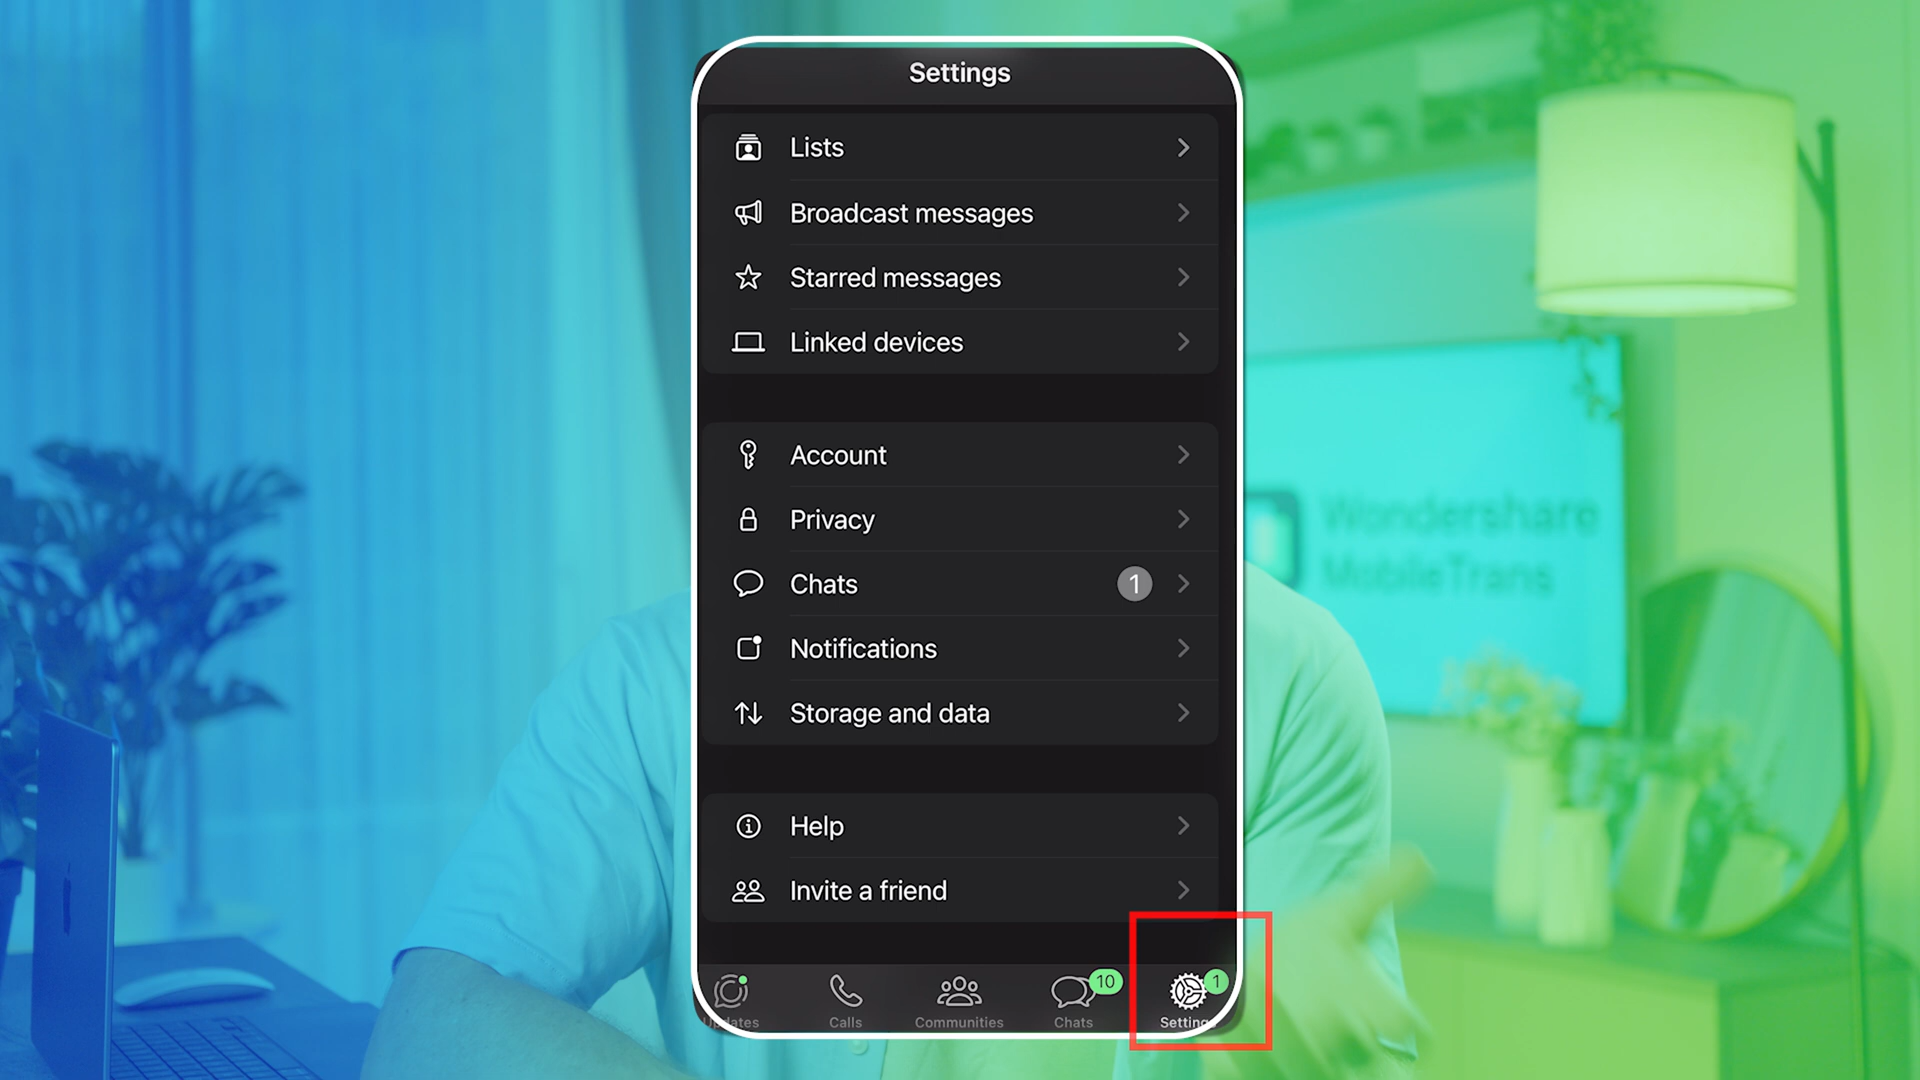 Settings
Lists
Broadcast messages
Starred messages
Linked devices
Account
Privacy
Chats 1
Notifications
Storage and data
Help
Invite a friend
Wondershare
MobileTrans
10 1
Updates Calls Communities Chats Settings